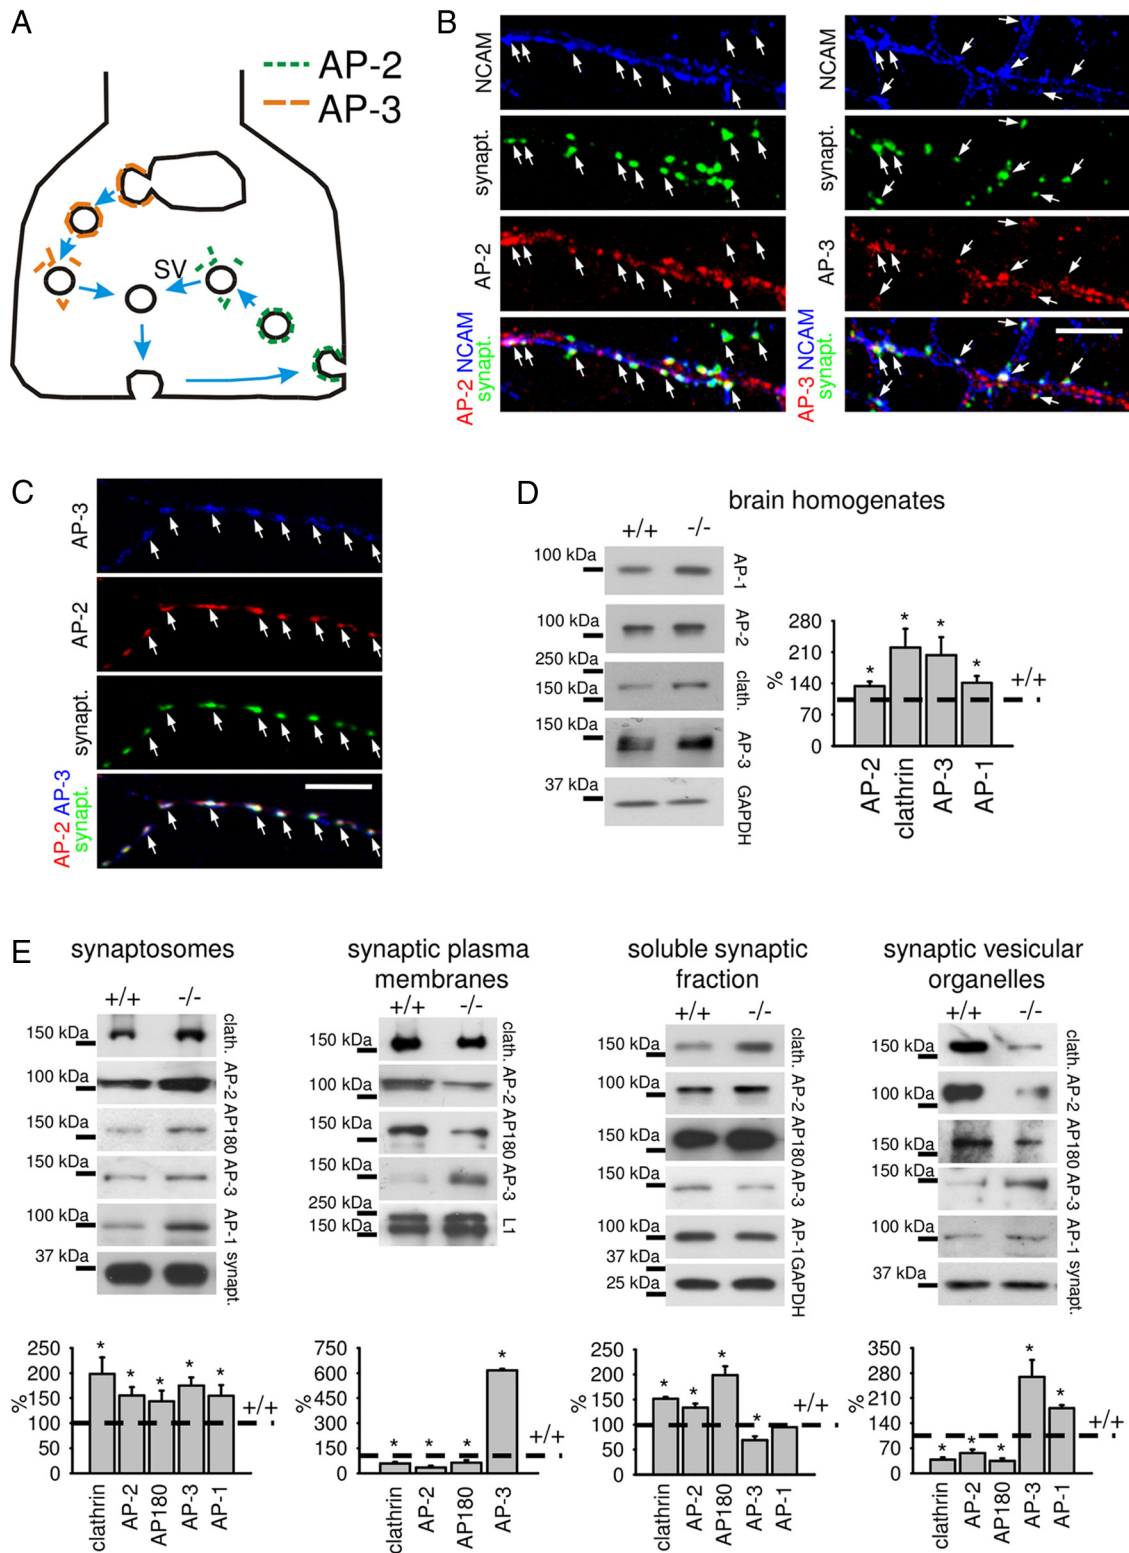 A
AP-2
AP-3
SV
B
NCAM
synapt.
AP-2
AP-2 NCAM
synapt.
NCAM
synapt.
AP-3
AP-3 NCAM
synapt.
C
AP-3
AP-2
synapt.
AP-2 AP-3
synapt.
D
brain homogenates
+/+ -/-
100 kDa AP-1
100 kDa AP-2
250 kDa
150 kDa clath.
150 kDa AP-3
37 kDa GAPDH
280
210
140
70
0
%
* * * *
+/+
AP-2
clathrin
AP-3
AP-1
E
synaptosomes
+/+ -/-
150 kDa clath.
100 kDa AP-2
150 kDa AP180
150 kDa AP-3
100 kDa AP-1
37 kDa synapt.
250
200
150
100
50
0
%
* * * * *
+/+
clathrin
AP-2
AP180
AP-3
AP-1
synaptic plasma
membranes
+/+ -/-
150 kDa clath.
100 kDa AP-2
150 kDa AP180
150 kDa AP-3
250 kDa
150 kDa L1
750
600
450
300
150
0
%
* * * *
+/+
clathrin
AP-2
AP180
AP-3
soluble synaptic
fraction
+/+ -/-
150 kDa clath.
100 kDa AP-2
150 kDa AP180
150 kDa AP-3
100 kDa AP-1
37 kDa
25 kDa GAPDH
250
200
150
100
50
0
%
* * * *
+/+
clathrin
AP-2
AP180
AP-3
AP-1
synaptic vesicular
organelles
+/+ -/-
150 kDa clath.
100 kDa AP-2
150 kDa AP180
150 kDa AP-3
100 kDa AP-1
37 kDa synapt.
350
280
210
140
70
0
%
* * * * *
+/+
clathrin
AP-2
AP180
AP-3
AP-1